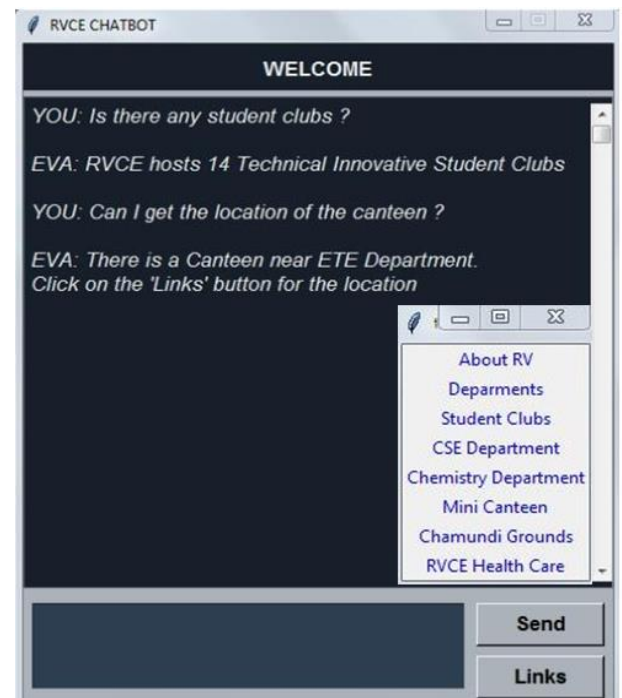 RVCE CHATBOT
WELCOME
YOU: Is there any student clubs ?
EVA: RVCE hosts 14 Technical Innovative Student Clubs
YOU: Can I get the location of the canteen ?
EVA: There is a Canteen near ETE Department.
Click on the 'Links' button for the location
About RV
Deparments
Student Clubs
CSE Department
Chemistry Department
Mini Canteen
Chamundi Grounds
RVCE Health Care
Send
Links